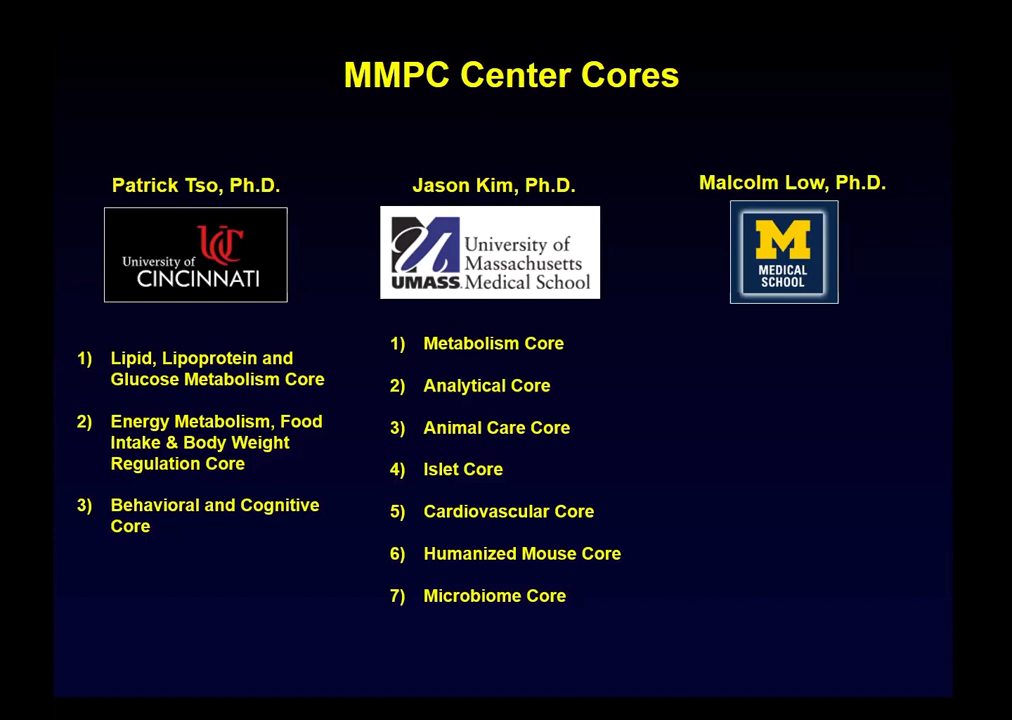 MMPC Center Cores
Patrick Tso, Ph.D.
University of
CINCINNATI
1) Lipid, Lipoprotein and
Glucose Metabolism Core
2) Energy Metabolism, Food
Intake & Body Weight
Regulation Core
3) Behavioral and Cognitive
Core
Jason Kim, Ph.D.
UMASS
University of
Massachusetts
Medical School
1) Metabolism Core
2) Analytical Core
3) Animal Care Core
4) Islet Core
5) Cardiovascular Core
6) Humanized Mouse Core
7) Microbiome Core
Malcolm Low, Ph.D.
M
MEDICAL
SCHOOL